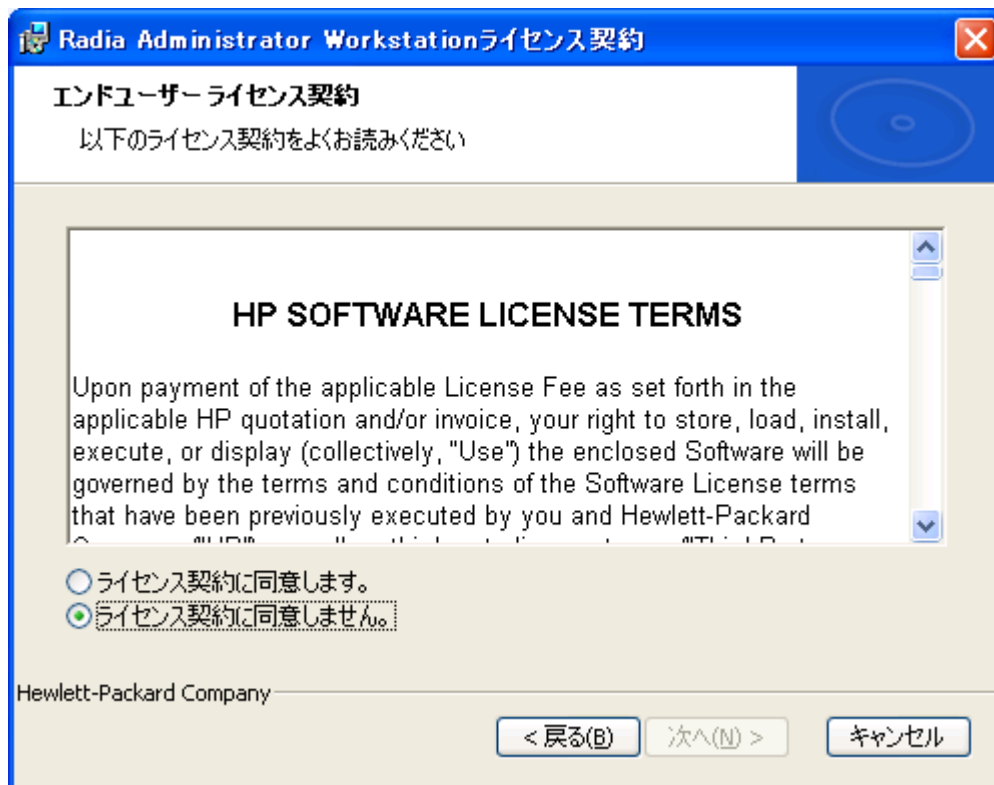 Radia Administrator Workstationライセンス契約
エンドユーザー ライセンス契約
以下のライセンス契約をよくお読みください
HP SOFTWARE LICENSE TERMS
Upon payment of the applicable License Fee as set forth in the
applicable HP quotation and/or invoice, your right to store, load, install,
execute, or display (collectively, "Use") the enclosed Software will be
governed by the terms and conditions of the Software License terms
that have been previously executed by you and Hewlett-Packard
ライセンス契約に同意します。
ライセンス契約に同意しません。
Hewlett-Packard Company
< 戻る(B)
次へ(N) >
キャンセル